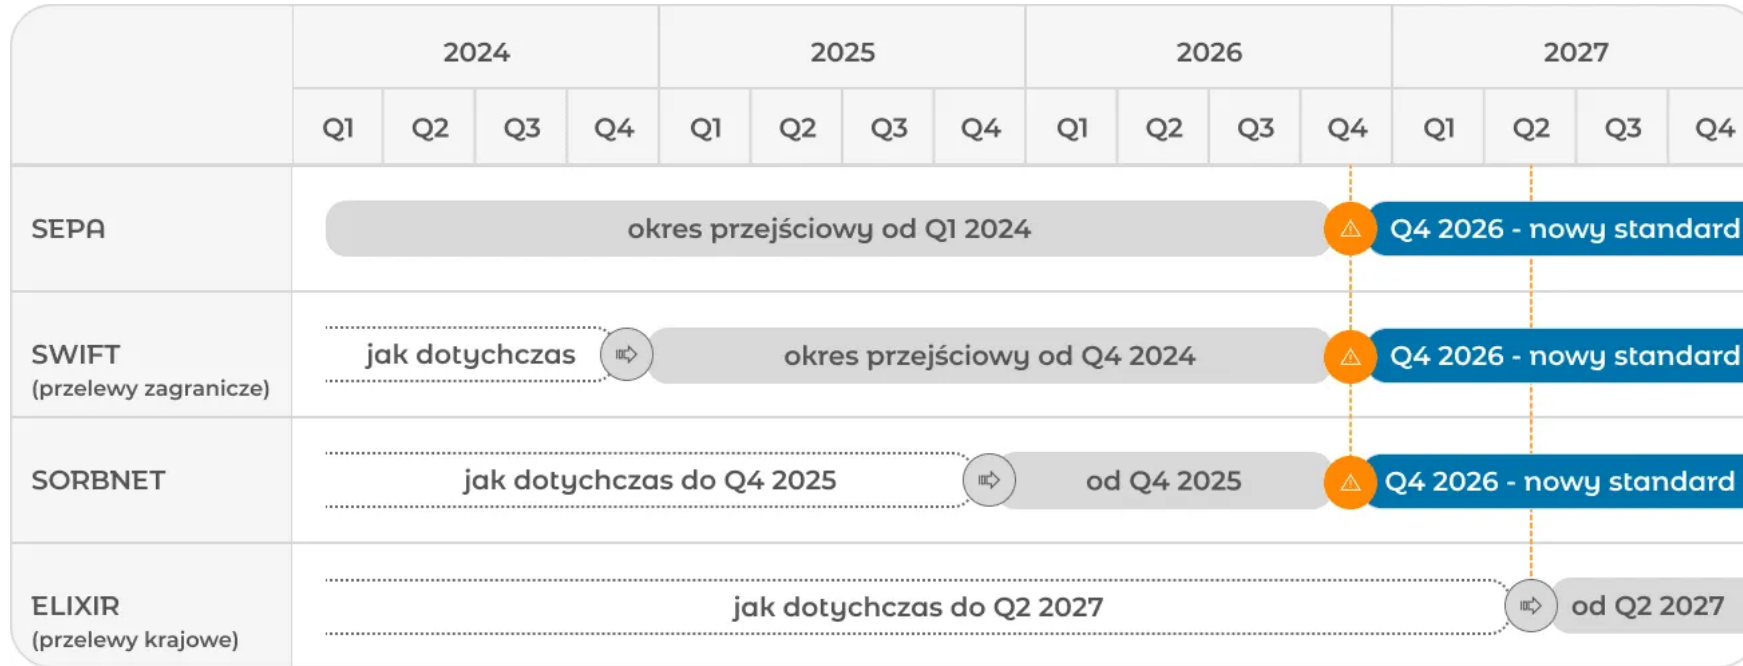 2024 2025 2026 2027
Q1 Q2 Q3 Q4 Q1 Q2 Q3 Q4 Q1 Q2 Q3 Q4 Q1 Q2 Q3 Q4
SEPA okres przejściowy od Q1 2024 Q4 2026 - nowy standard
SWIFT jak dotychczas okres przejściowy od Q4 2024 Q4 2026 - nowy standard
(przelewy zagranicze)
SORBNET jak dotychczas do Q4 2025 od Q4 2025 Q4 2026 - nowy standard
ELIXIR jak dotychczas do Q2 2027 od Q2 2027
(przelewy krajowe)